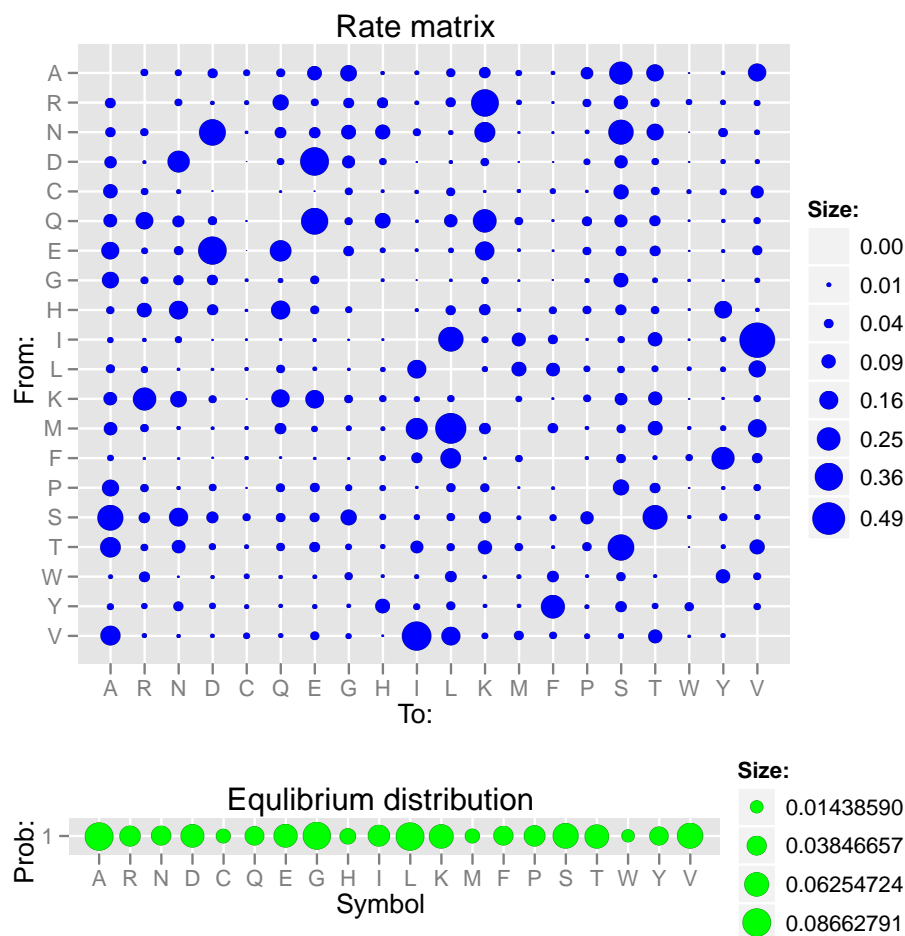 Rate matrix
From:
A
R
N
D
C
Q
E
G
H
I
L
K
M
F
P
S
T
W
Y
V
A R N D C Q E G H I L K M F P S T W Y V
To:
Size:
0.00
0.01
0.04
0.09
0.16
0.25
0.36
0.49
Equlibrium distribution
Prob:
1
A R N D C Q E G H I L K M F P S T W Y V
Symbol
Size:
0.01438590
0.03846657
0.06254724
0.08662791